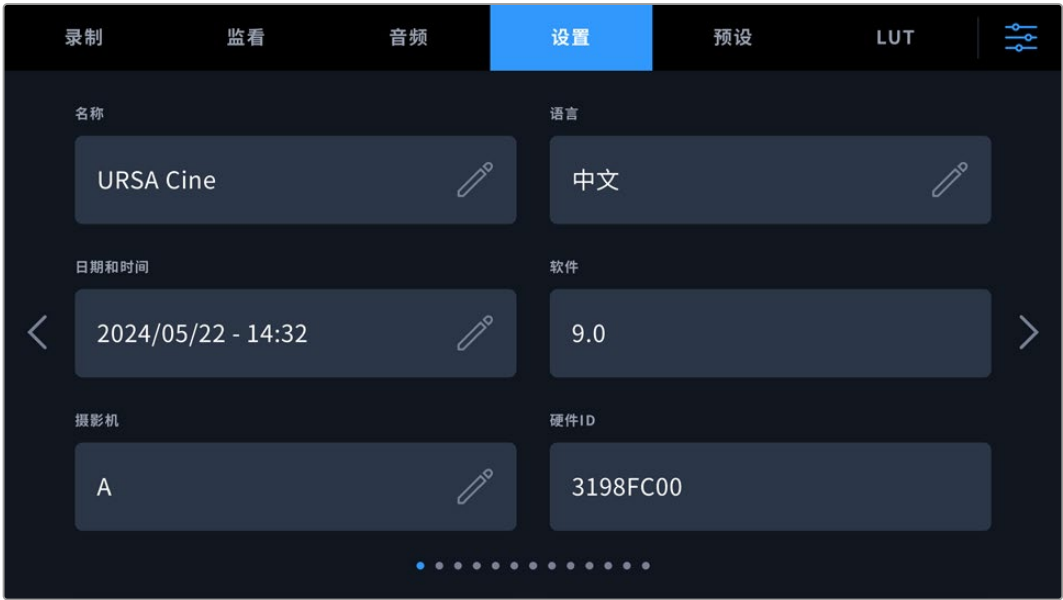 录制 监看 音频 设置 预设 LUT
名称 语言
URSA Cine 中文
日期和时间 软件
2024/05/22 - 14:32 9.0
摄影机 硬件ID
A 3198FC00